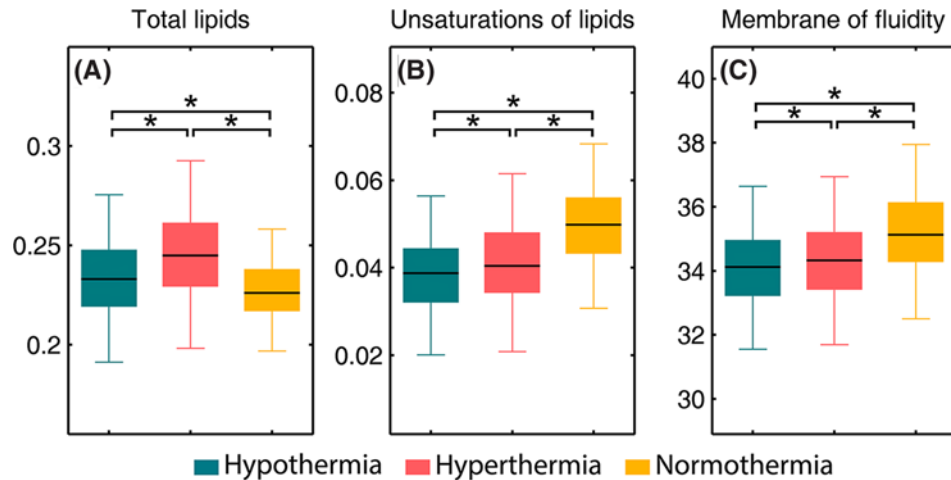 Total lipids
Unsaturations of lipids
Membrane of fluidity
(A)
*
*
*
0.3
0.25
0.2
(B)
*
*
*
0.08
0.06
0.04
0.02
(C)
*
*
*
40
38
36
34
32
30
Hypothermia
Hyperthermia
Normothermia